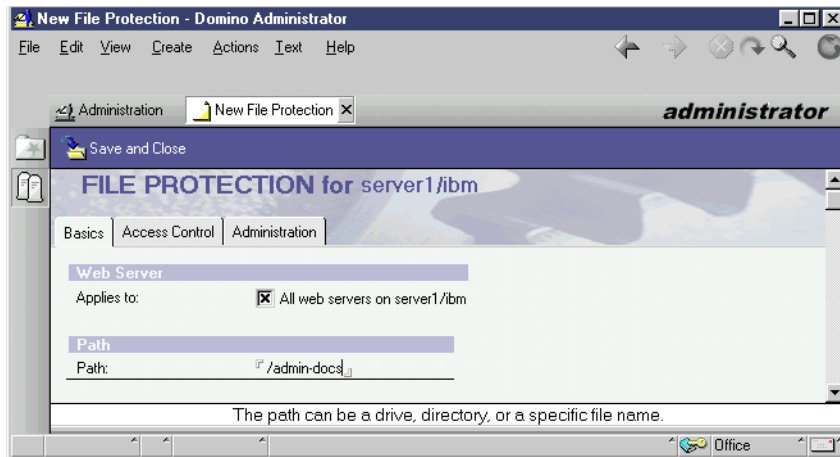 New File Protection - Domino Administrator
File Edit View Create Actions Text Help
Administration New File Protection administrator
Save and Close
FILE PROTECTION for server1/ibm
Basics Access Control Administration
Web Server
Applies to: All web servers on server1/ibm
Path
Path: /admin-docs
The path can be a drive, directory, or a specific file name.
Office